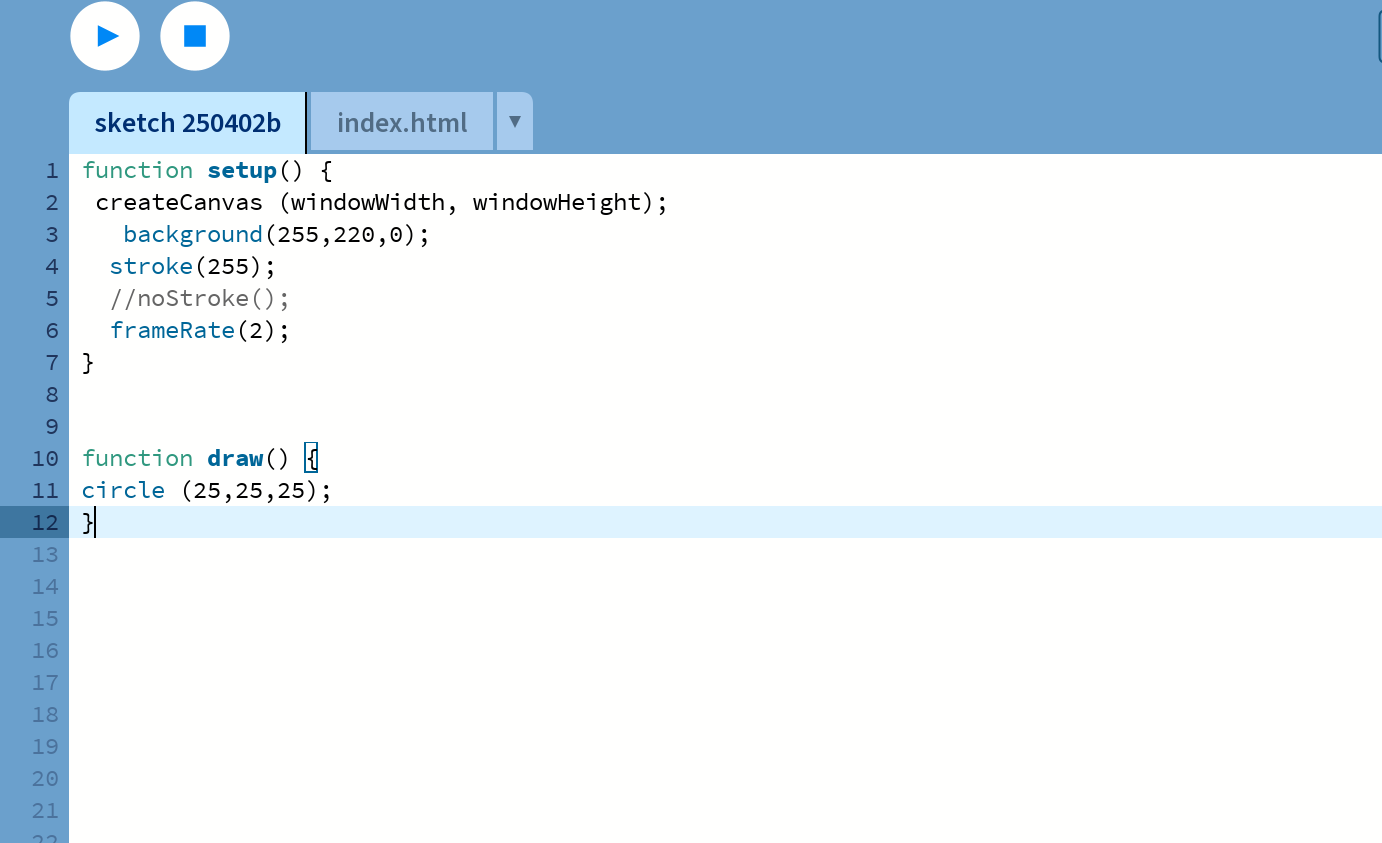 sketch 250402b index.html ▼
1 function setup() {
2 createCanvas (windowWidth, windowHeight);
3 background(255,220,0);
4 stroke(255);
5 //noStroke();
6 frameRate(2);
7 }
8
9
10 function draw() {
11 circle (25,25,25);
12 }
13
14
15
16
17
18
19
20
21
22